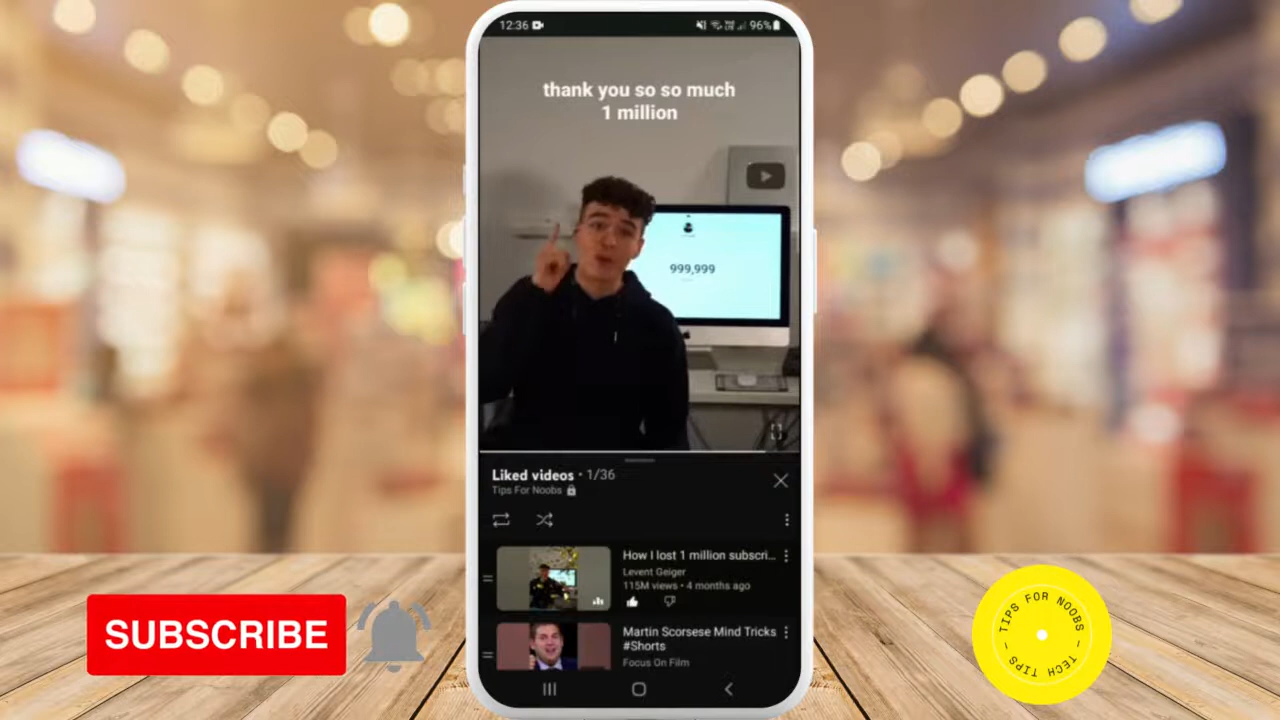 12:36
96%
thank you so so much
1 million
999,999
Liked videos • 1/36
Tips For Noobs
How I lost 1 million subscri...
Levent Geiger
115M views • 4 months ago
Martin Scorsese Mind Tricks
#Shorts
Focus On Film
SUBSCRIBE
TIPS FOR NOOBS
– TECH TIPS –